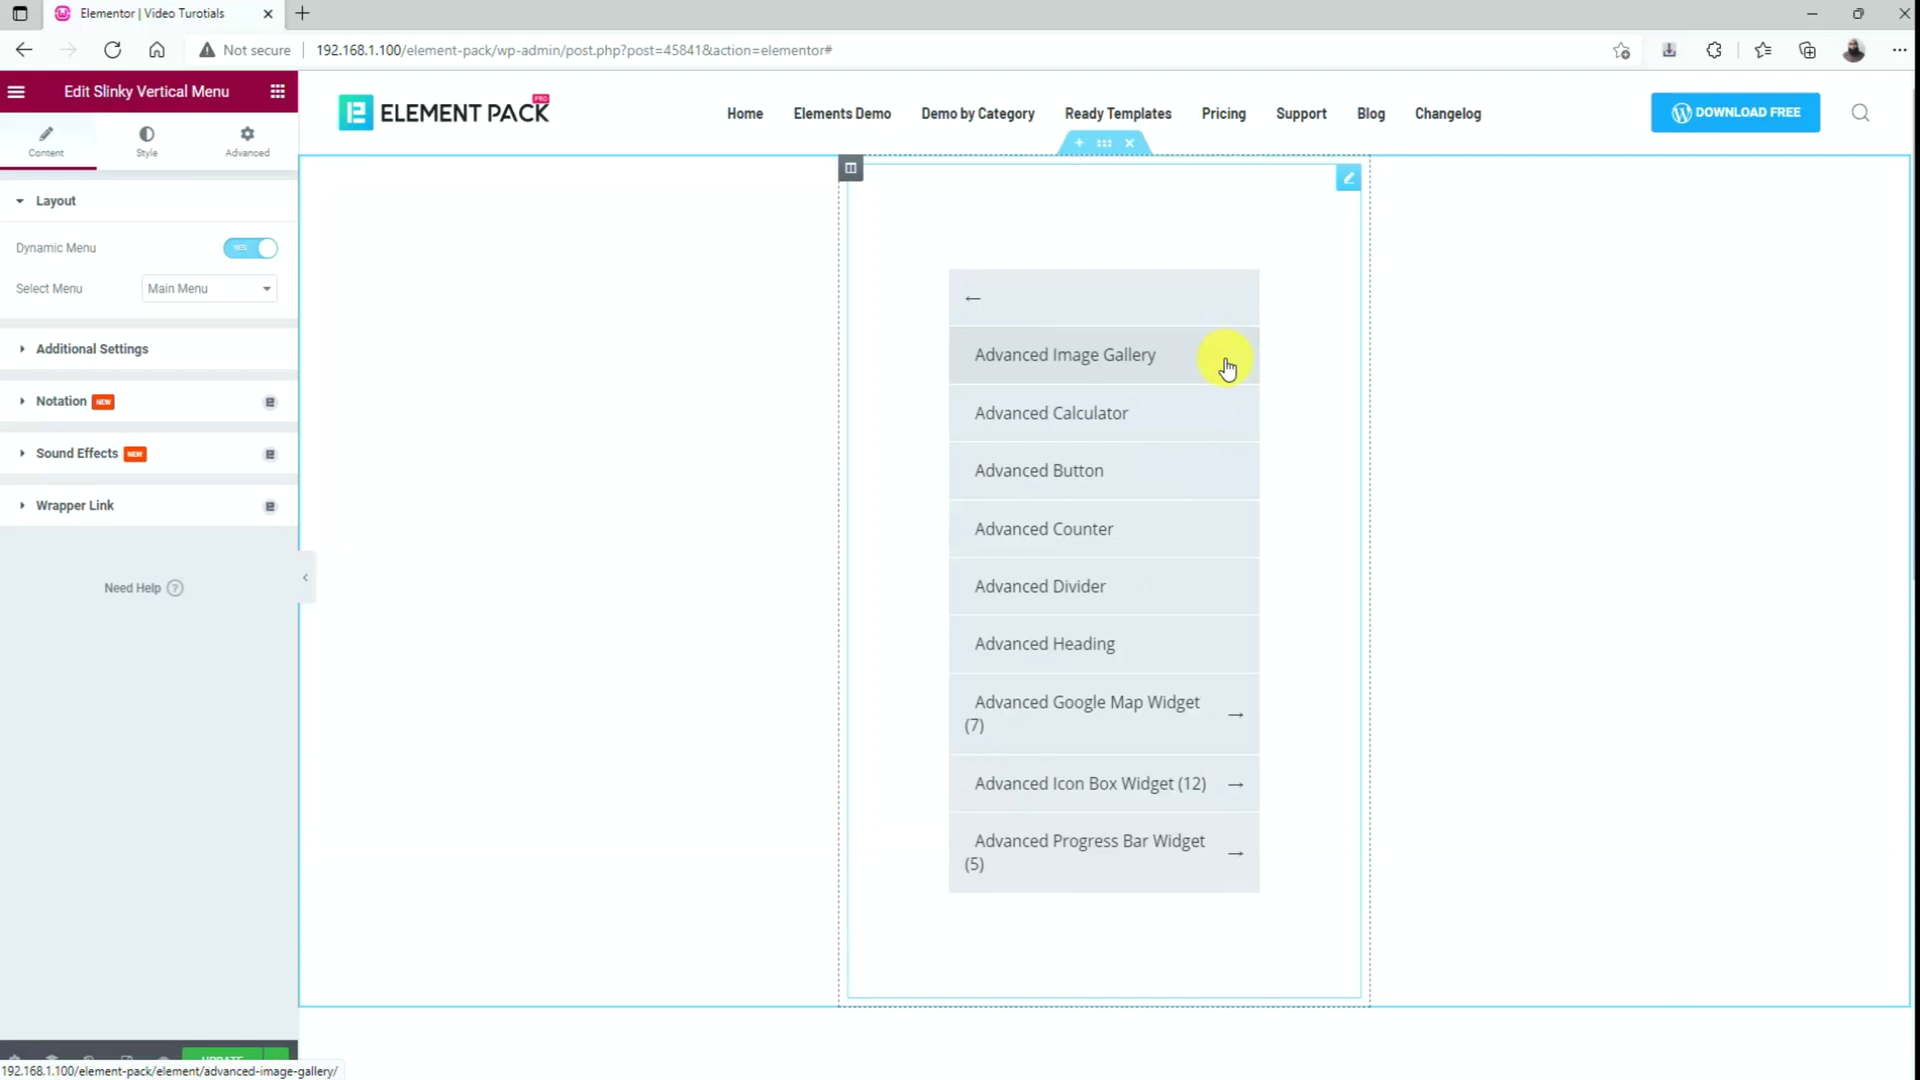 Elementor | Video Turotials
Not secure
192.168.1.100/element-pack/wp-admin/post.php?post=45841&action=elementor#
Edit Slinky Vertical Menu
Content
Style
Advanced
Layout
Dynamic Menu
YES
Select Menu
Main Menu
Additional Settings
Notation NEW
Sound Effects NEW
Wrapper Link
Need Help ?
UPDATE
192.168.1.100/element-pack/element/advanced-image-gallery/
ELEMENT PACK
PRO
Home
Elements Demo
Demo by Category
Ready Templates
Pricing
Support
Blog
Changelog
DOWNLOAD FREE
←
Advanced Image Gallery
Advanced Calculator
Advanced Button
Advanced Counter
Advanced Divider
Advanced Heading
Advanced Google Map Widget
(7) →
Advanced Icon Box Widget (12) →
Advanced Progress Bar Widget
(5) →